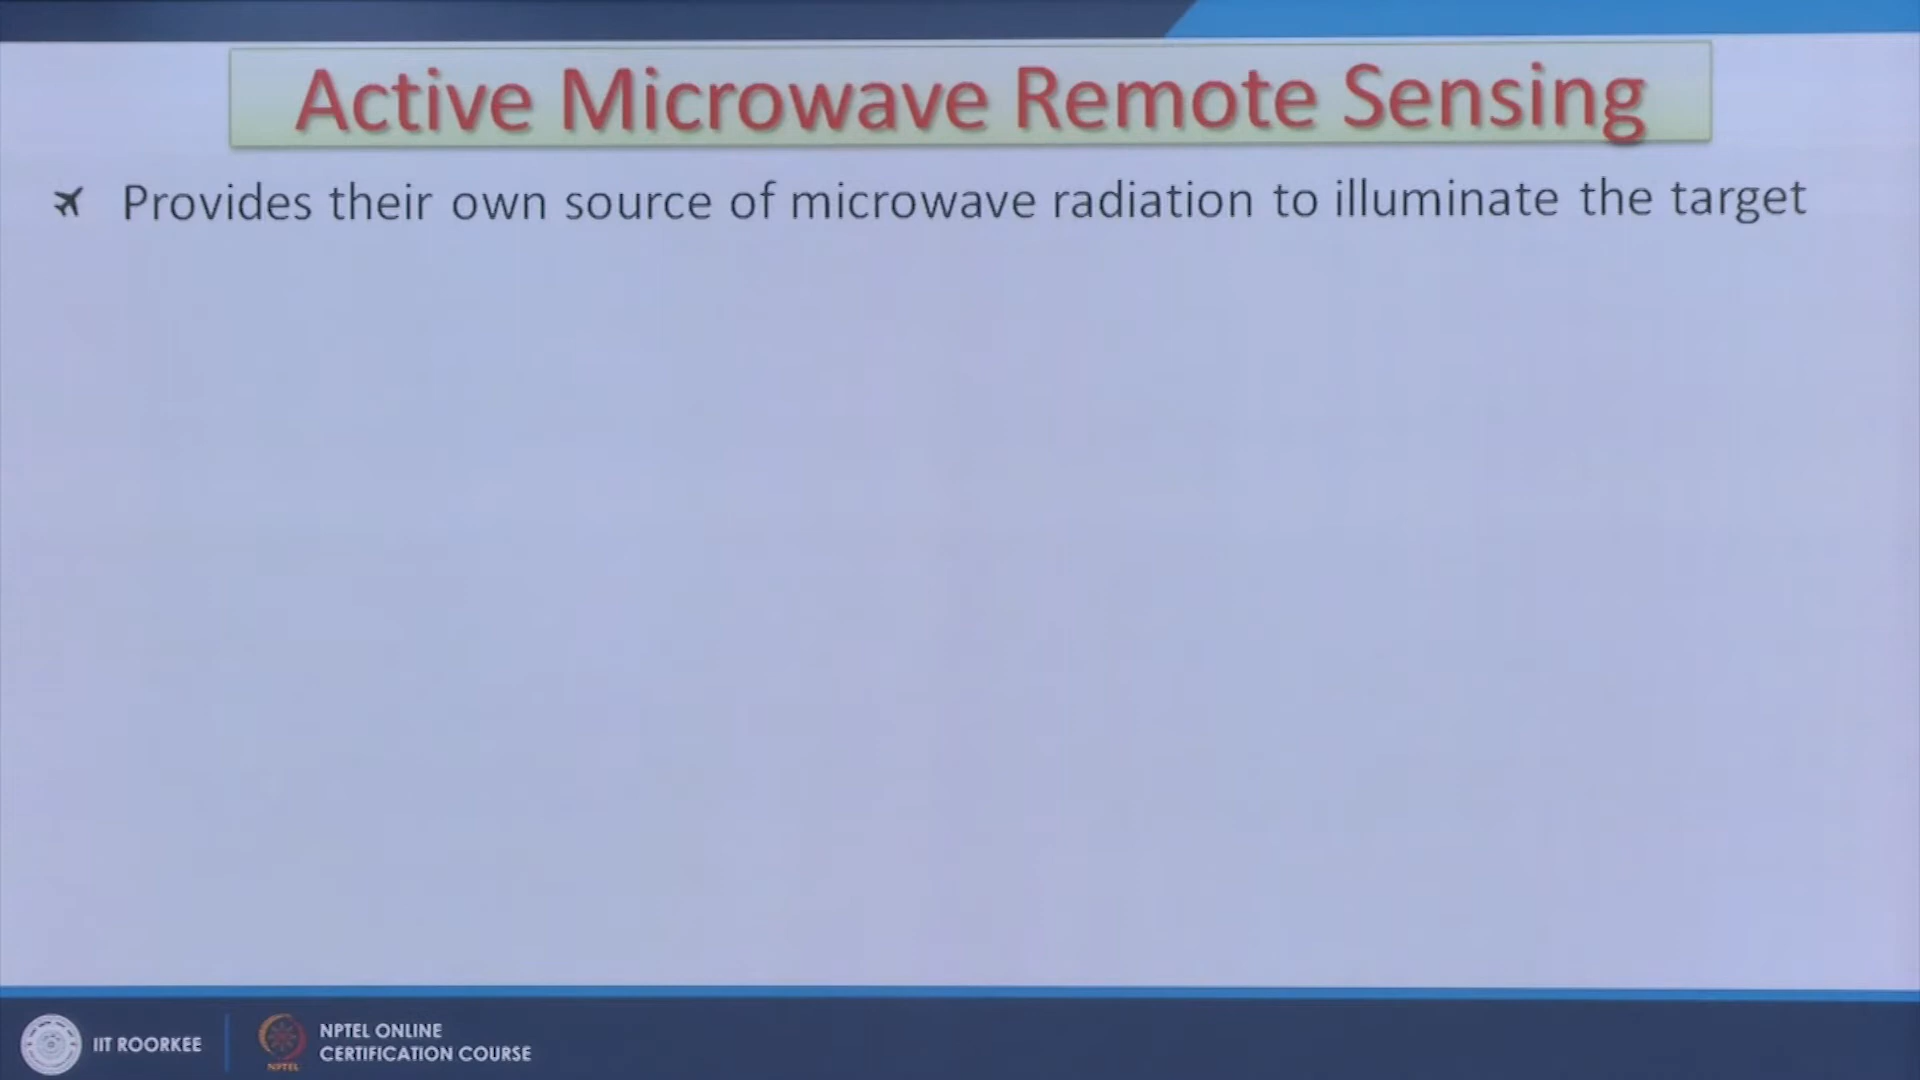 Active Microwave Remote Sensing
Provides their own source of microwave radiation to illuminate the target
IIT ROORKEE
NPTEL
NPTEL ONLINE
CERTIFICATION COURSE